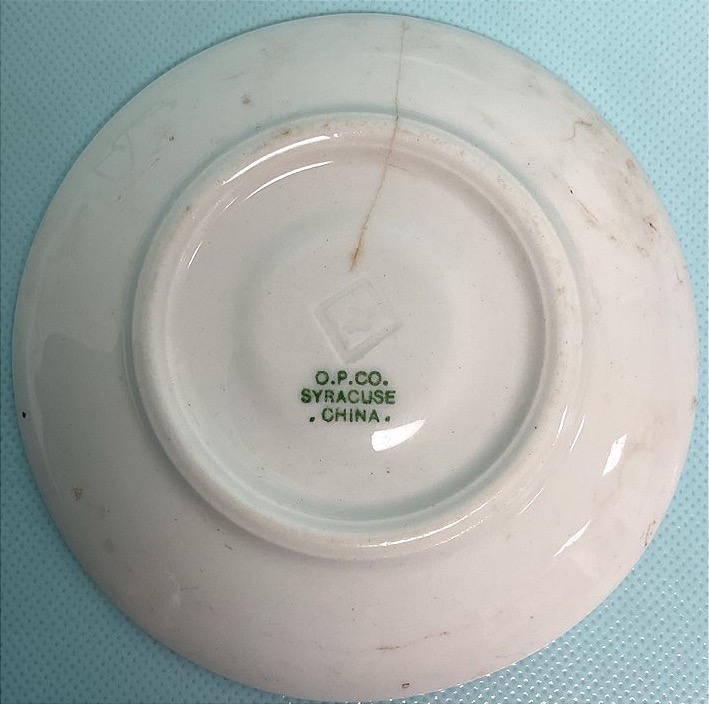 O.P.CO.
SYRACUSE
. CHINA .